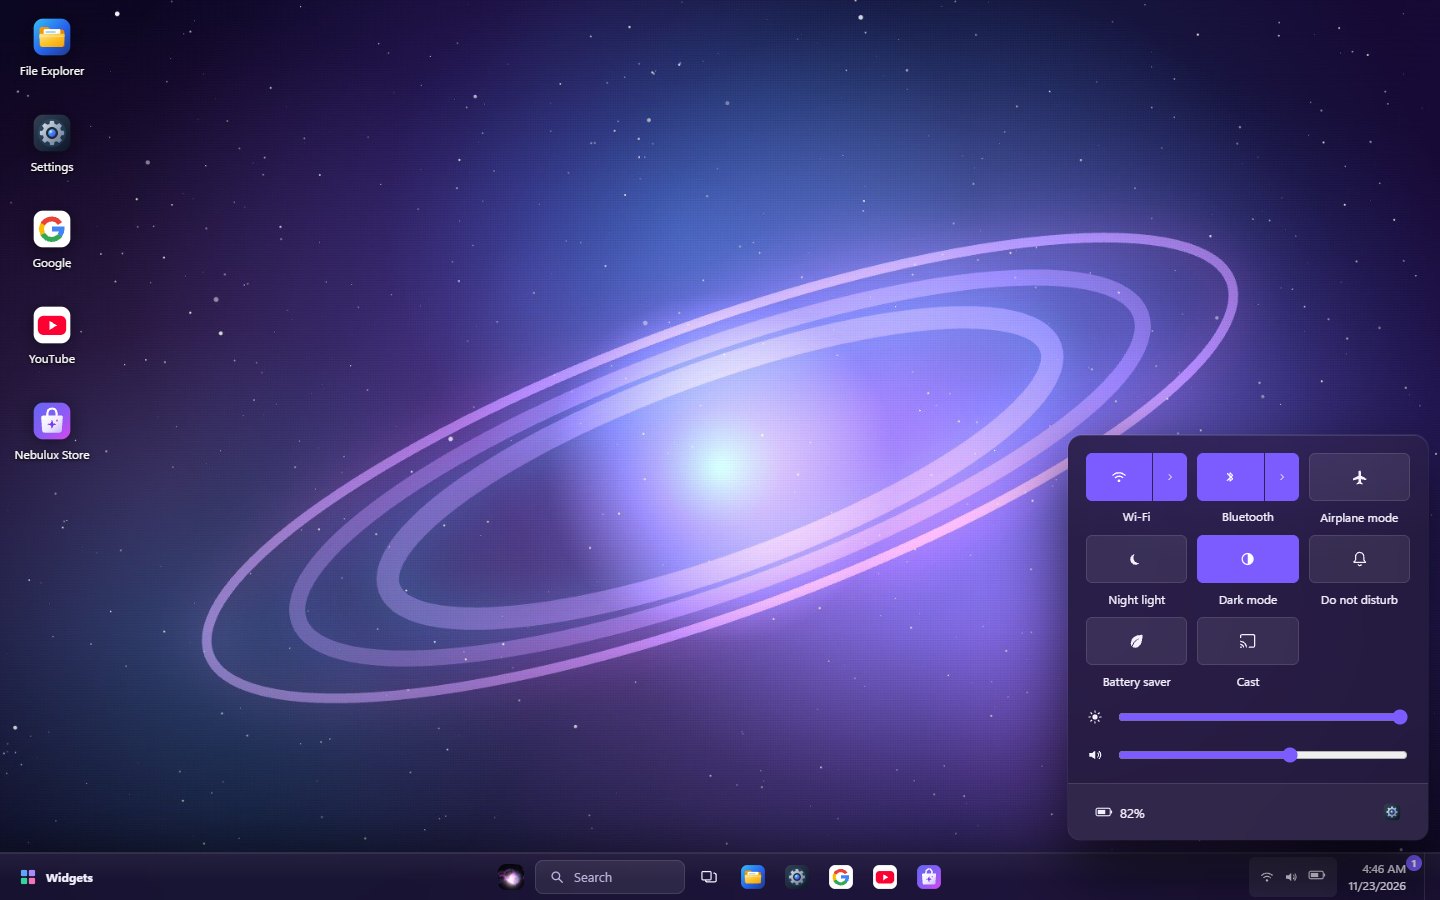 File Explorer
Settings
Google
YouTube
Nebulux Store
Wi-Fi
Bluetooth
Airplane mode
Night light
Dark mode
Do not disturb
Battery saver
Cast
82%
Widgets
Search
4:46 AM
1
11/23/2026